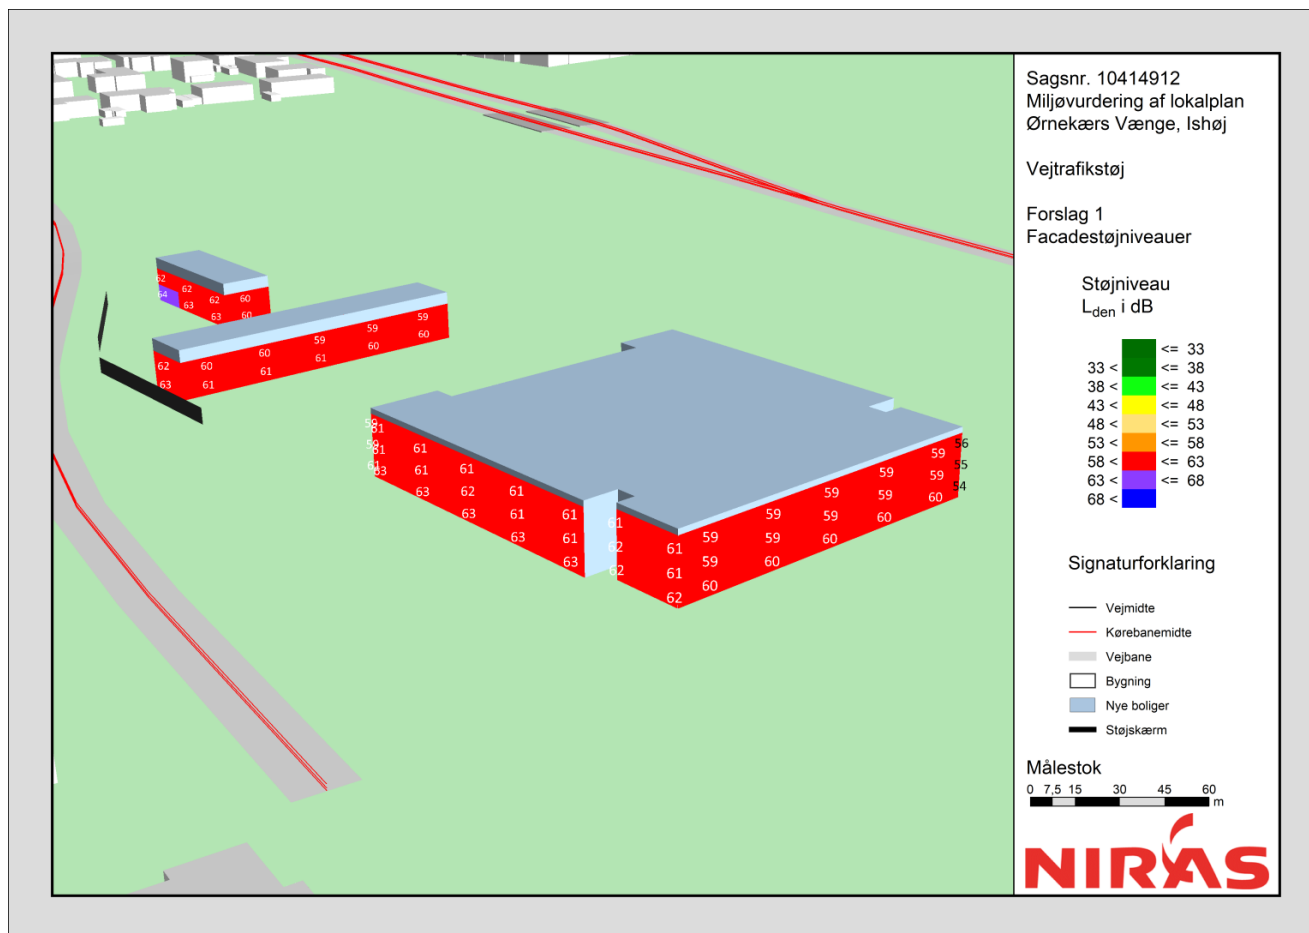 Sagsnr. 10414912
Miljøvurdering af lokalplan
Ørnekærs Vænge, Ishøj
Vejtrafikstøj
Forslag 1
Facadestøjniveauer
Støjniveau
Lden i dB
<= 33
33 < <= 38
38 < <= 43
43 < <= 48
48 < <= 53
53 < <= 58
58 < <= 63
63 < <= 68
68 <
Signaturforklaring
Vejmidte
Kørebanemidte
Vejbane
Bygning
Nye boliger
Støjskærm
Målestok
0 7,5 15 30 45 60
m
NIRAS
62 62 62 60
64 63 63 60
62 60 60 59 59 59
63 61 61 61 60 60
59 61 61 61 61 61 61 61
59 61 61 62 61 61 62 61
61 63 63 63 63 63 62 62
59 59 59 59 59 56
59 59 59 59 59 55
60 60 60 60 60 54